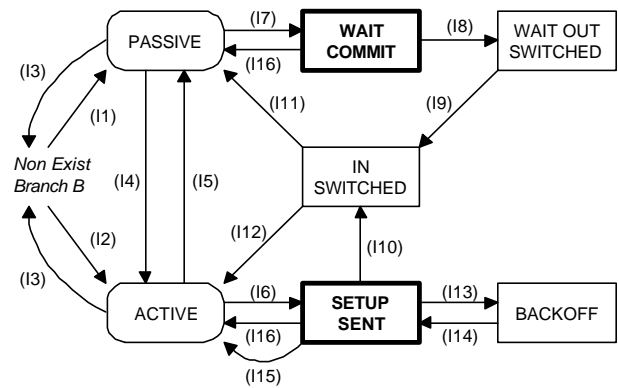 (I7)
PASSIVE
WAIT
COMMIT
(I8)
WAIT OUT
SWITCHED
(I16)
(I3)
(I1)
(I11)
(I9)
Non Exist
Branch B
(I4)
(I5)
IN
SWITCHED
(I2)
(I12)
(I10)
(I3)
ACTIVE
(I6)
SETUP
SENT
(I13)
BACKOFF
(I16)
(I14)
(I15)